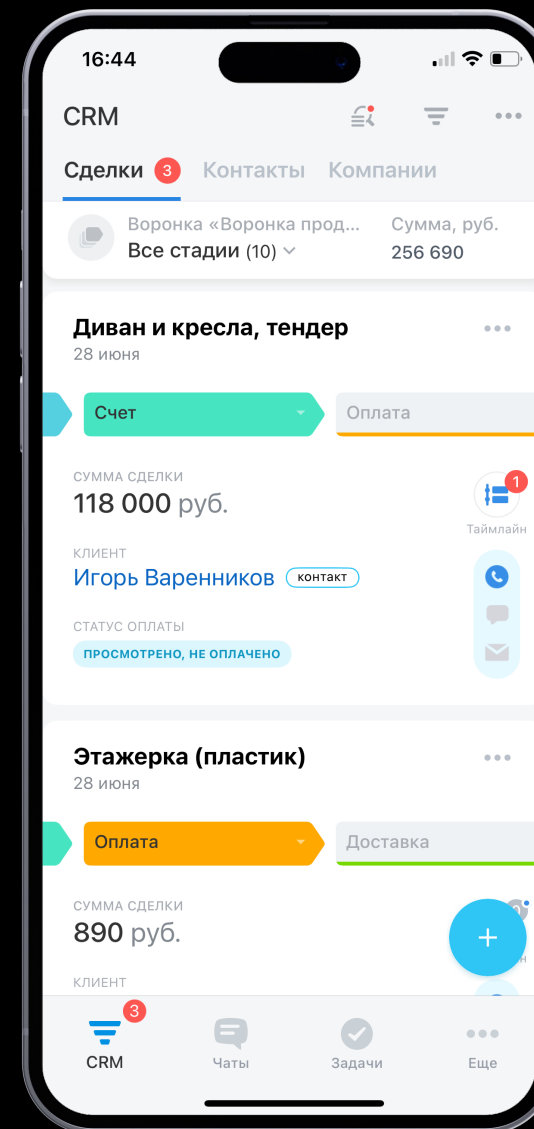 16:44
CRM
Сделки 3 Контакты Компании
Воронка «Воронка прод... Сумма, руб.
Все стадии (10) 256 690
Диван и кресла, тендер
28 июня
Счет Оплата
СУММА СДЕЛКИ
118 000 руб.
1
Таймлайн
КЛИЕНТ
Игорь Варенников контакт
СТАТУС ОПЛАТЫ
ПРОСМОТРЕНО, НЕ ОПЛАЧЕНО
Этажерка (пластик)
28 июня
Оплата Доставка
СУММА СДЕЛКИ
890 руб.
+
КЛИЕНТ
3
CRM Чаты Задачи Еще